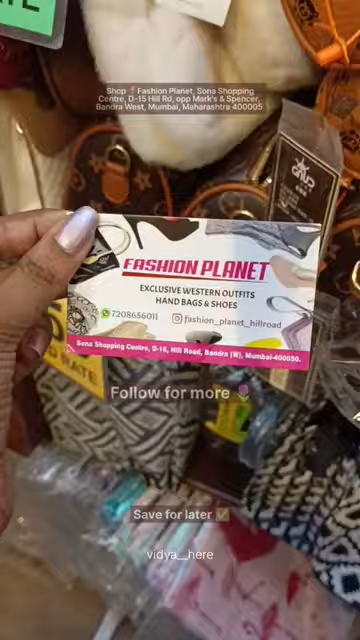 Shop📍Fashion Planet, Sona Shopping
Centre, D-15 Hill Rd, opp Mark's & Spencer,
Bandra West, Mumbai, Maharashtra 400005
FASHION PLANET
EXCLUSIVE WESTERN OUTFITS
HAND BAGS & SHOES
7208656011
fashion_planet_hillroad
Sona Shopping Centre, D-16, Hill Road, Bandra (W), Mumbai-400050.
RATE
Follow for more 🌷
Save for later ✅
vidya__here